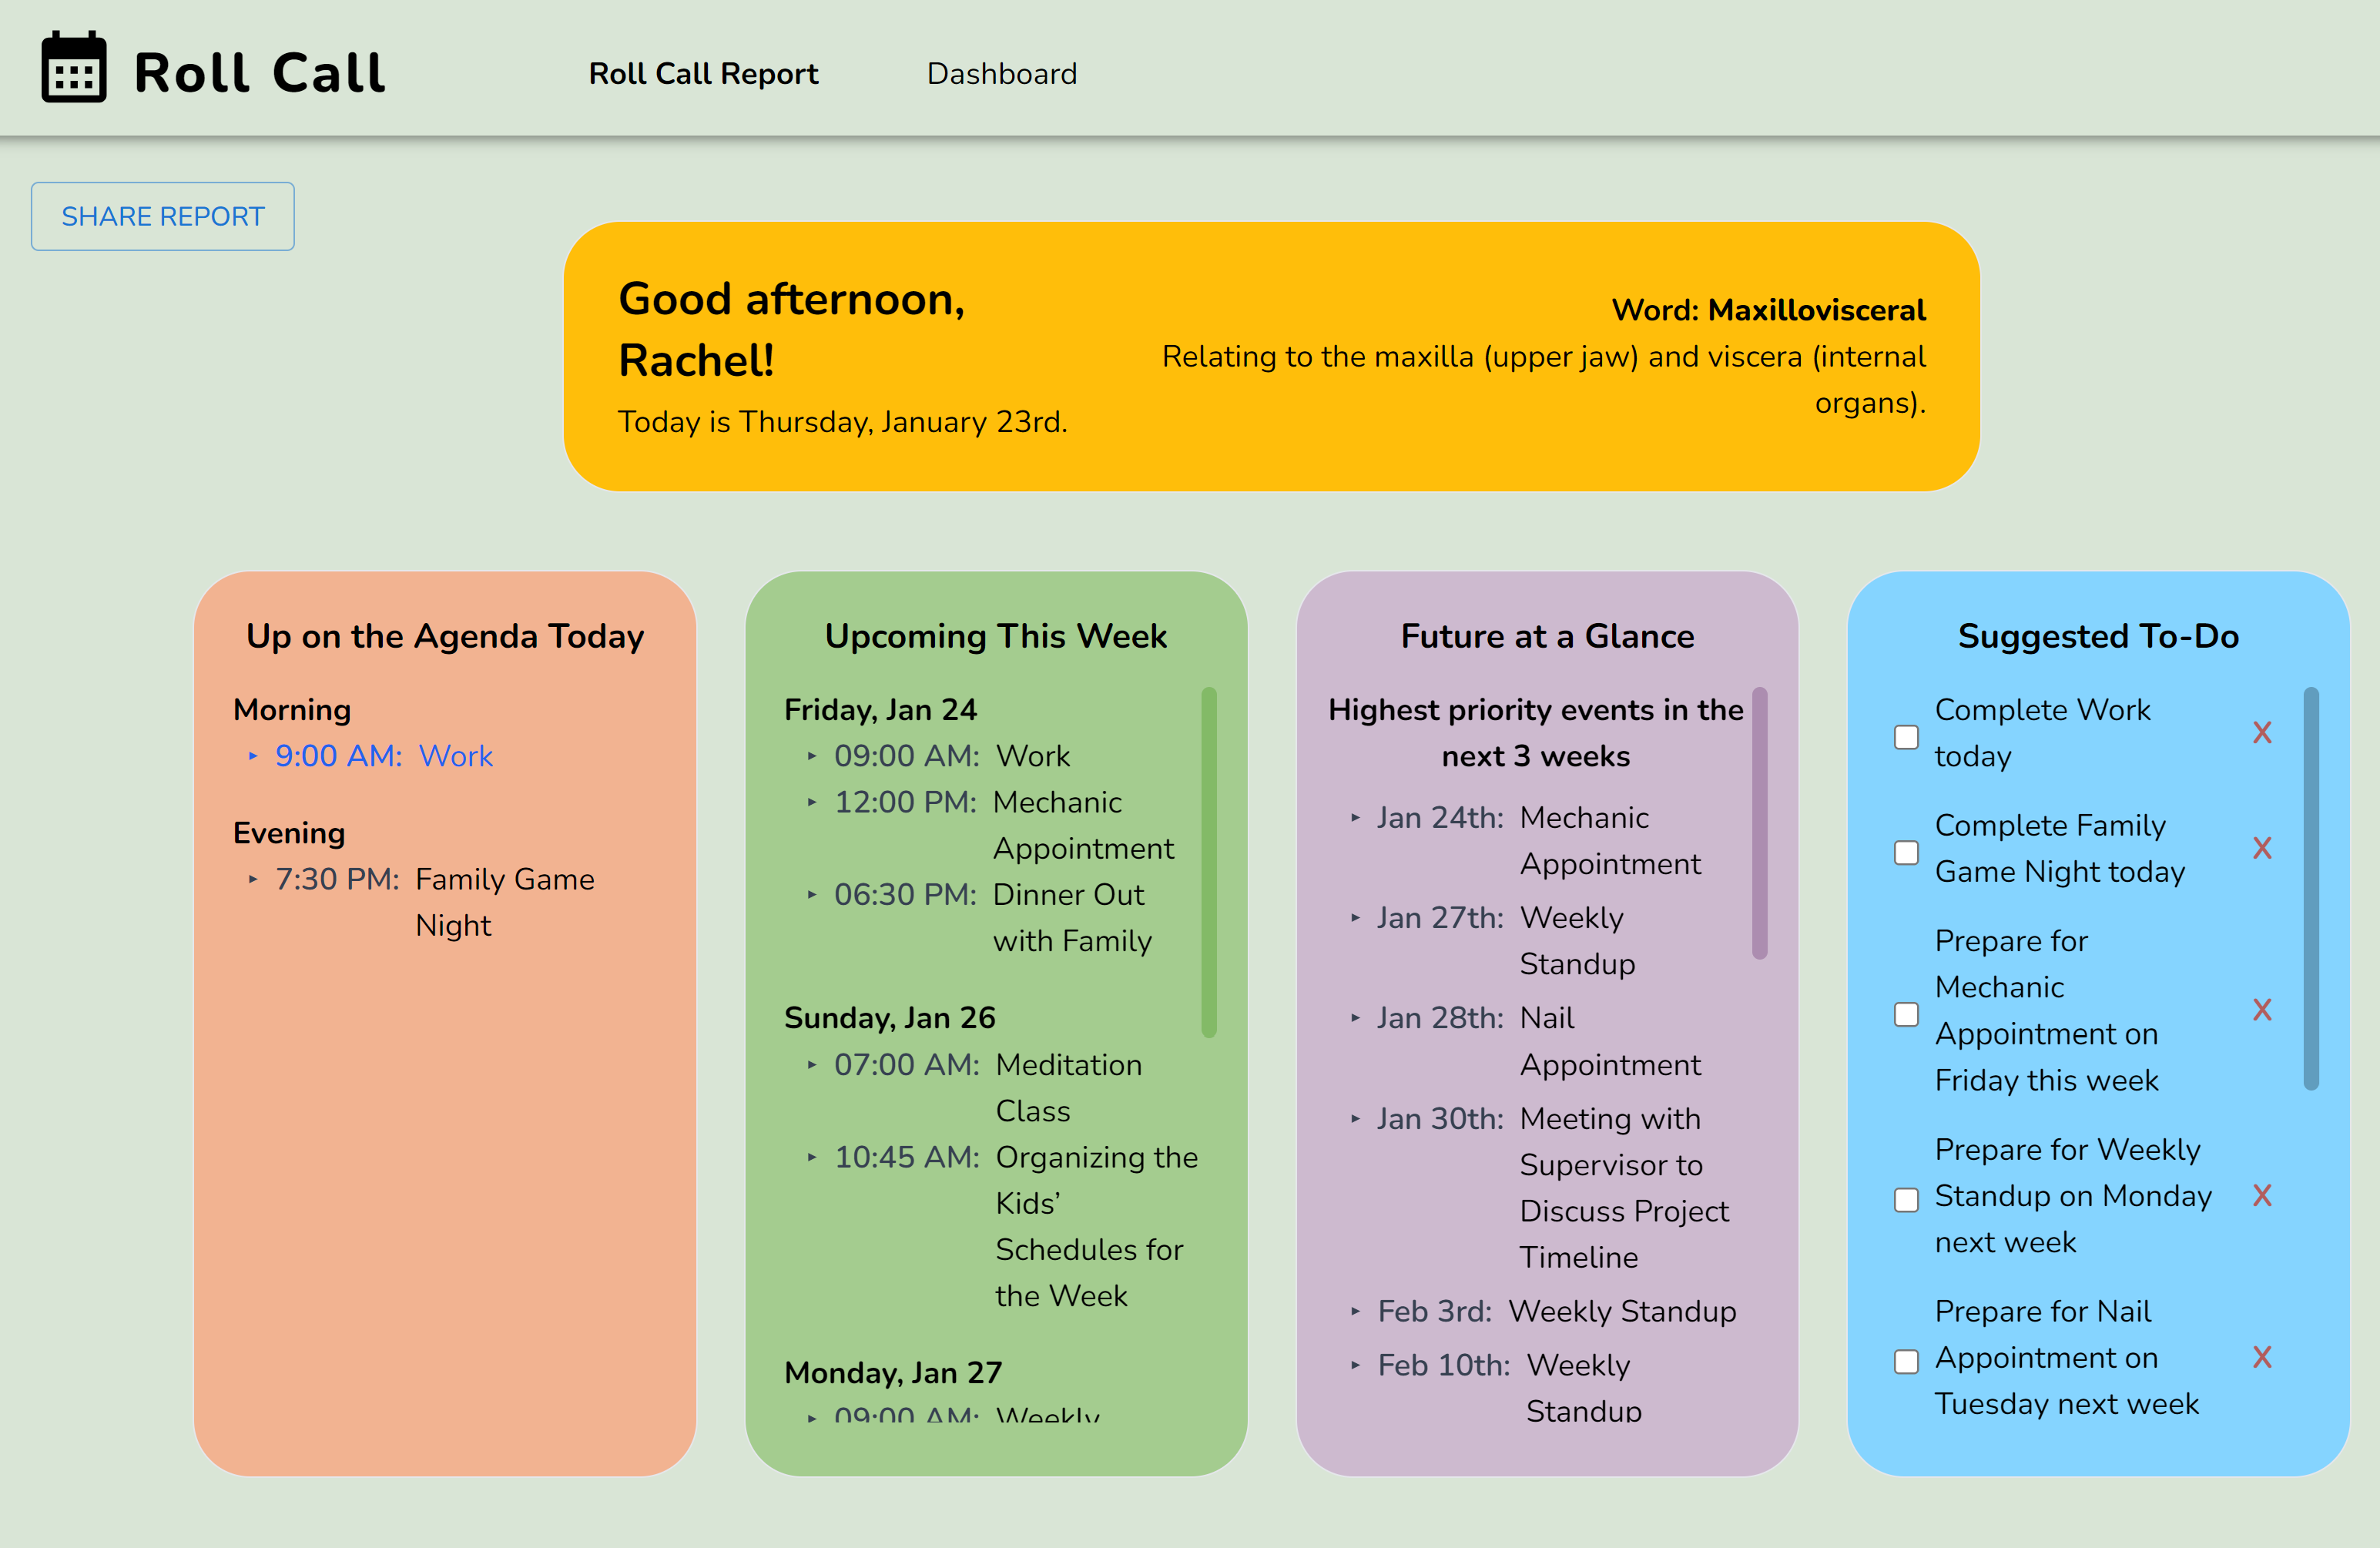 Roll Call
Roll Call Report
Dashboard
SHARE REPORT
Good afternoon,
Rachel!
Today is Thursday, January 23rd.
Word: Maxillovisceral
Relating to the maxilla (upper jaw) and viscera (internal
organs).
Up on the Agenda Today
Morning
9:00 AM: Work
Evening
7:30 PM: Family Game
Night
Upcoming This Week
Friday, Jan 24
09:00 AM: Work
12:00 PM: Mechanic
Appointment
06:30 PM: Dinner Out
with Family
Sunday, Jan 26
07:00 AM: Meditation
Class
10:45 AM: Organizing the
Kids’
Schedules for
the Week
Monday, Jan 27
09:00 AM: Weekly
Future at a Glance
Highest priority events in the
next 3 weeks
Jan 24th: Mechanic
Appointment
Jan 27th: Weekly
Standup
Jan 28th: Nail
Appointment
Jan 30th: Meeting with
Supervisor to
Discuss Project
Timeline
Feb 3rd: Weekly Standup
Feb 10th: Weekly
Standup
Suggested To-Do
Complete Work
today
X
Complete Family
Game Night today
X
Prepare for
Mechanic
Appointment on
Friday this week
X
Prepare for Weekly
Standup on Monday
next week
X
Prepare for Nail
Appointment on
Tuesday next week
X